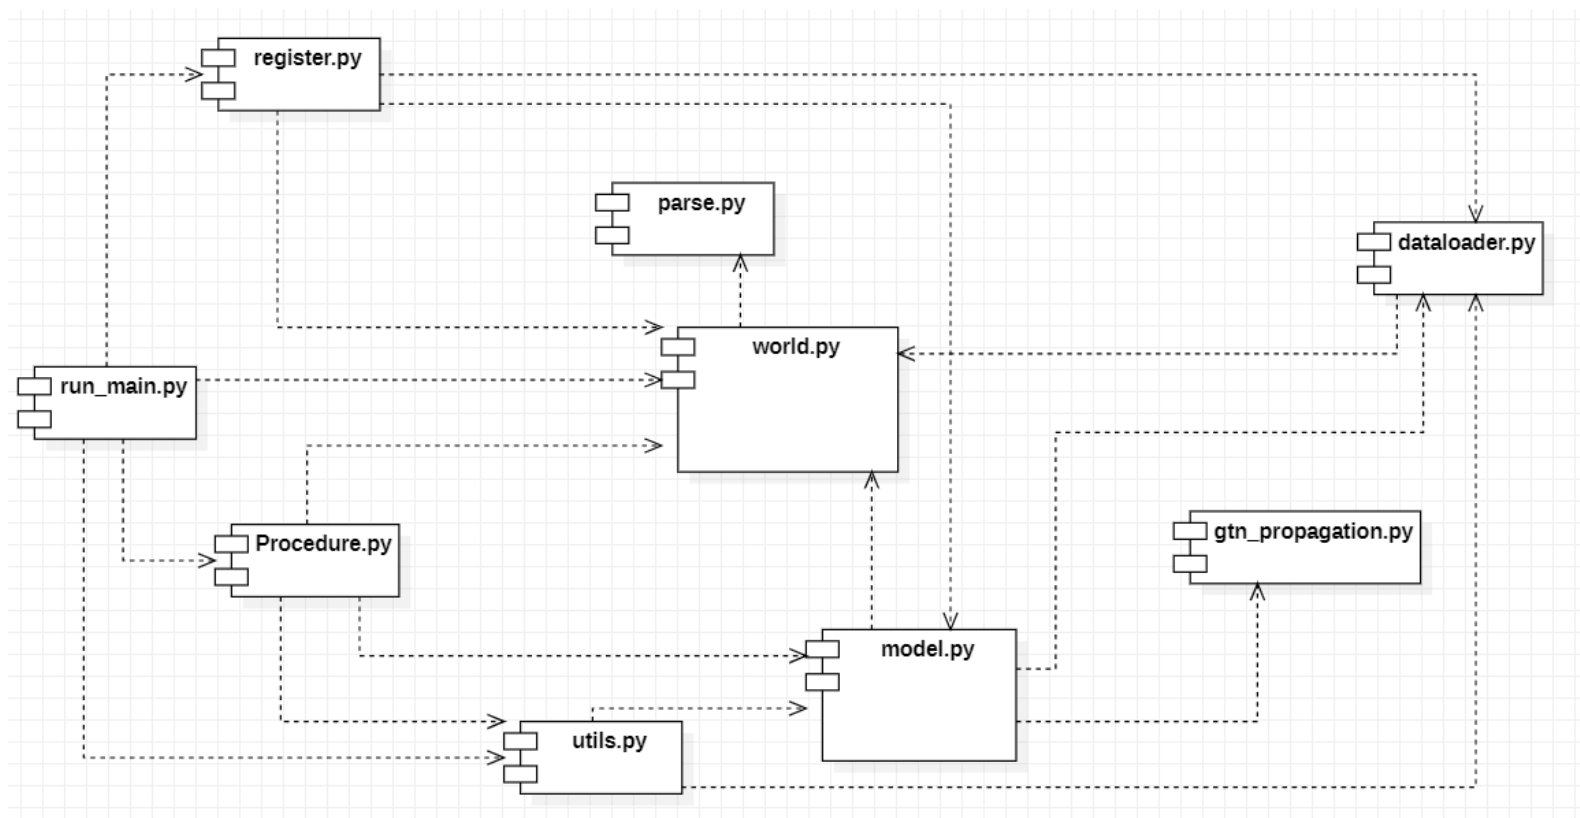 register.py
parse.py
dataloader.py
world.py
run_main.py
gtn_propagation.py
Procedure.py
model.py
utils.py